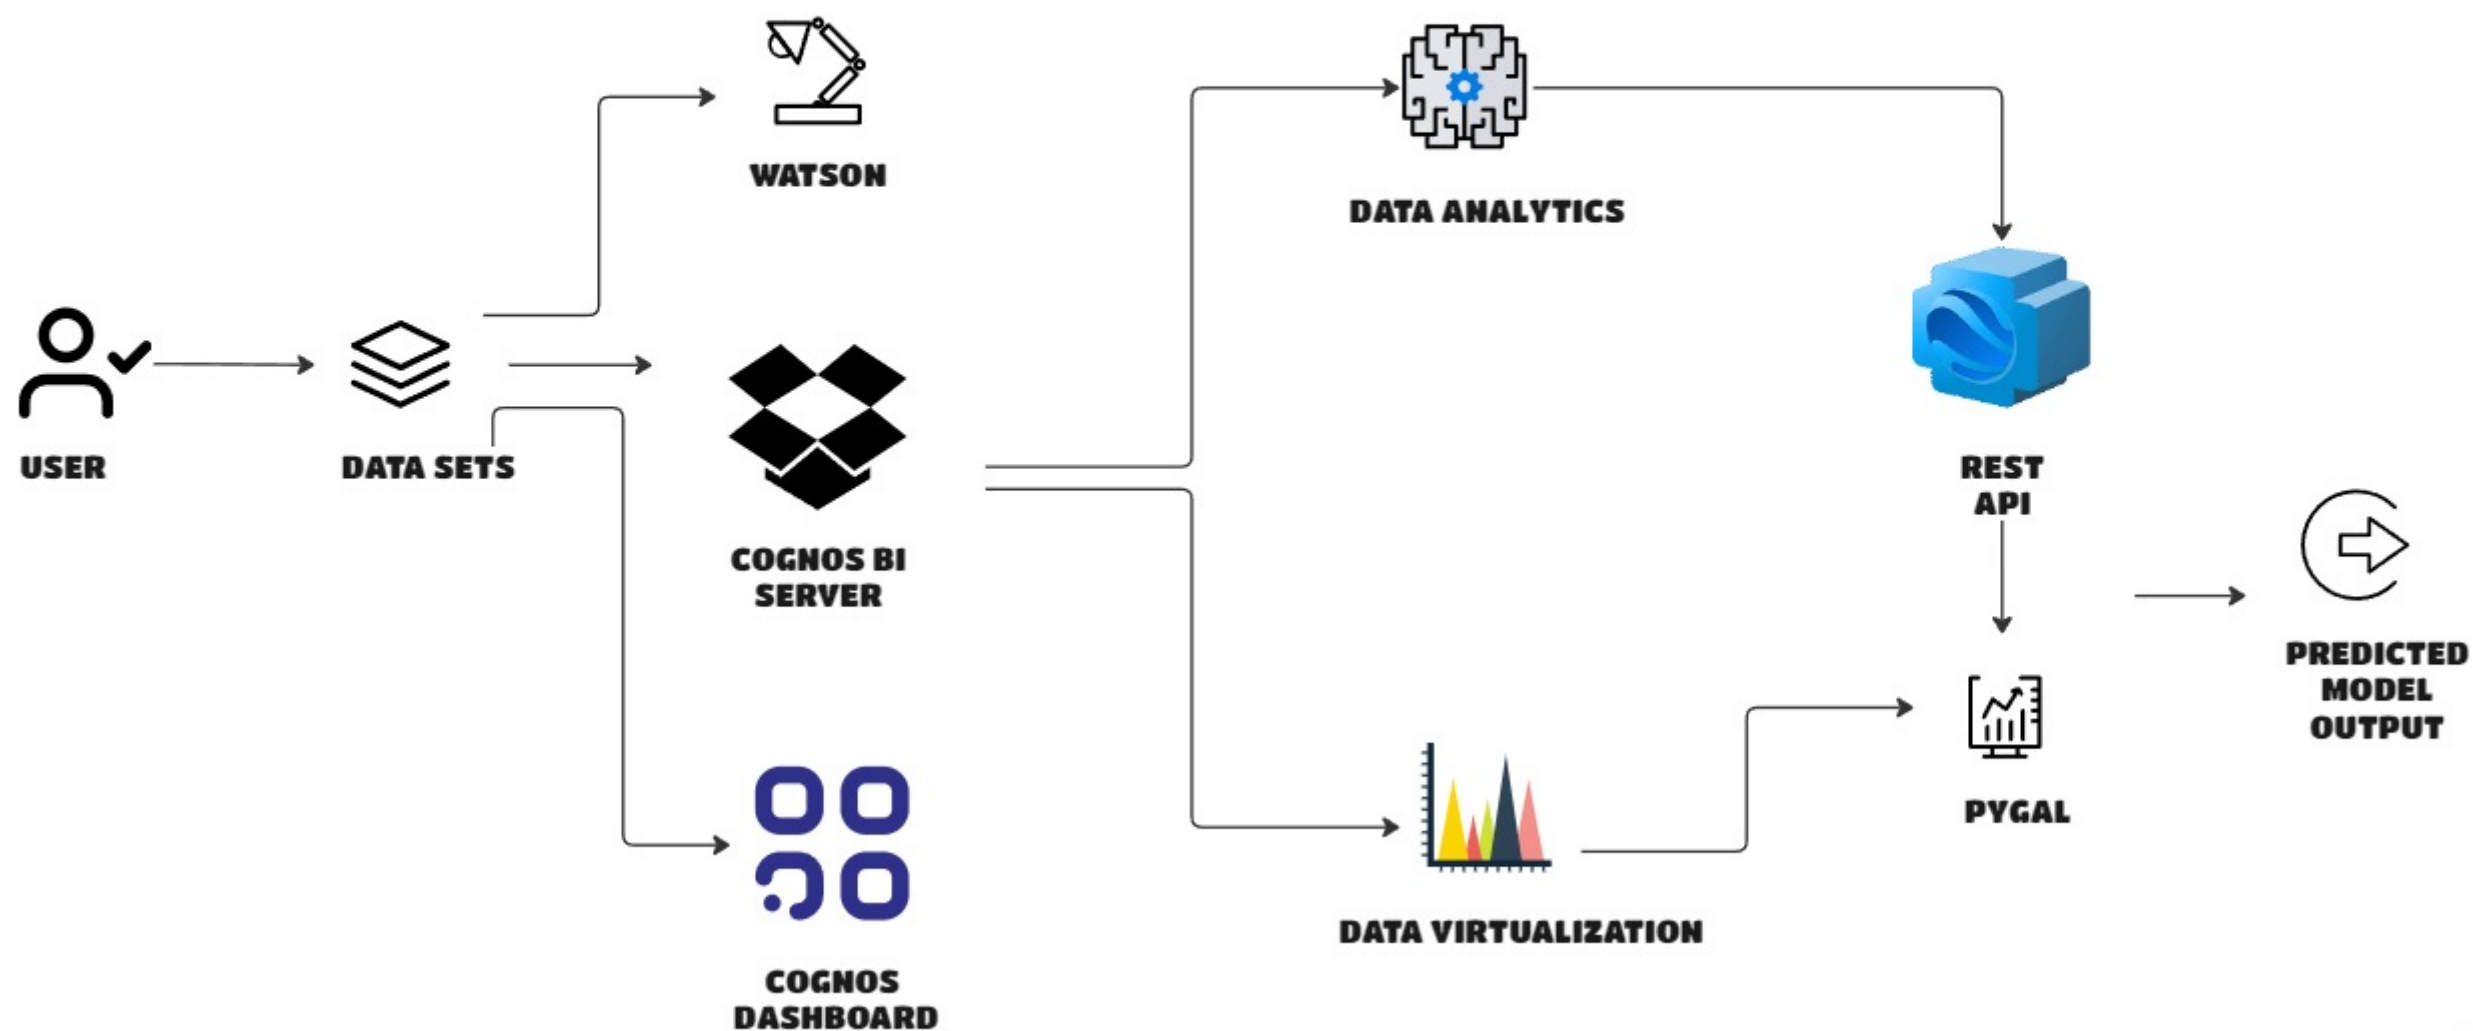 WATSON
DATA ANALYTICS
USER
DATA SETS
COGNOS BI
SERVER
REST
API
PREDICTED
MODEL
OUTPUT
PYGAL
DATA VIRTUALIZATION
COGNOS
DASHBOARD